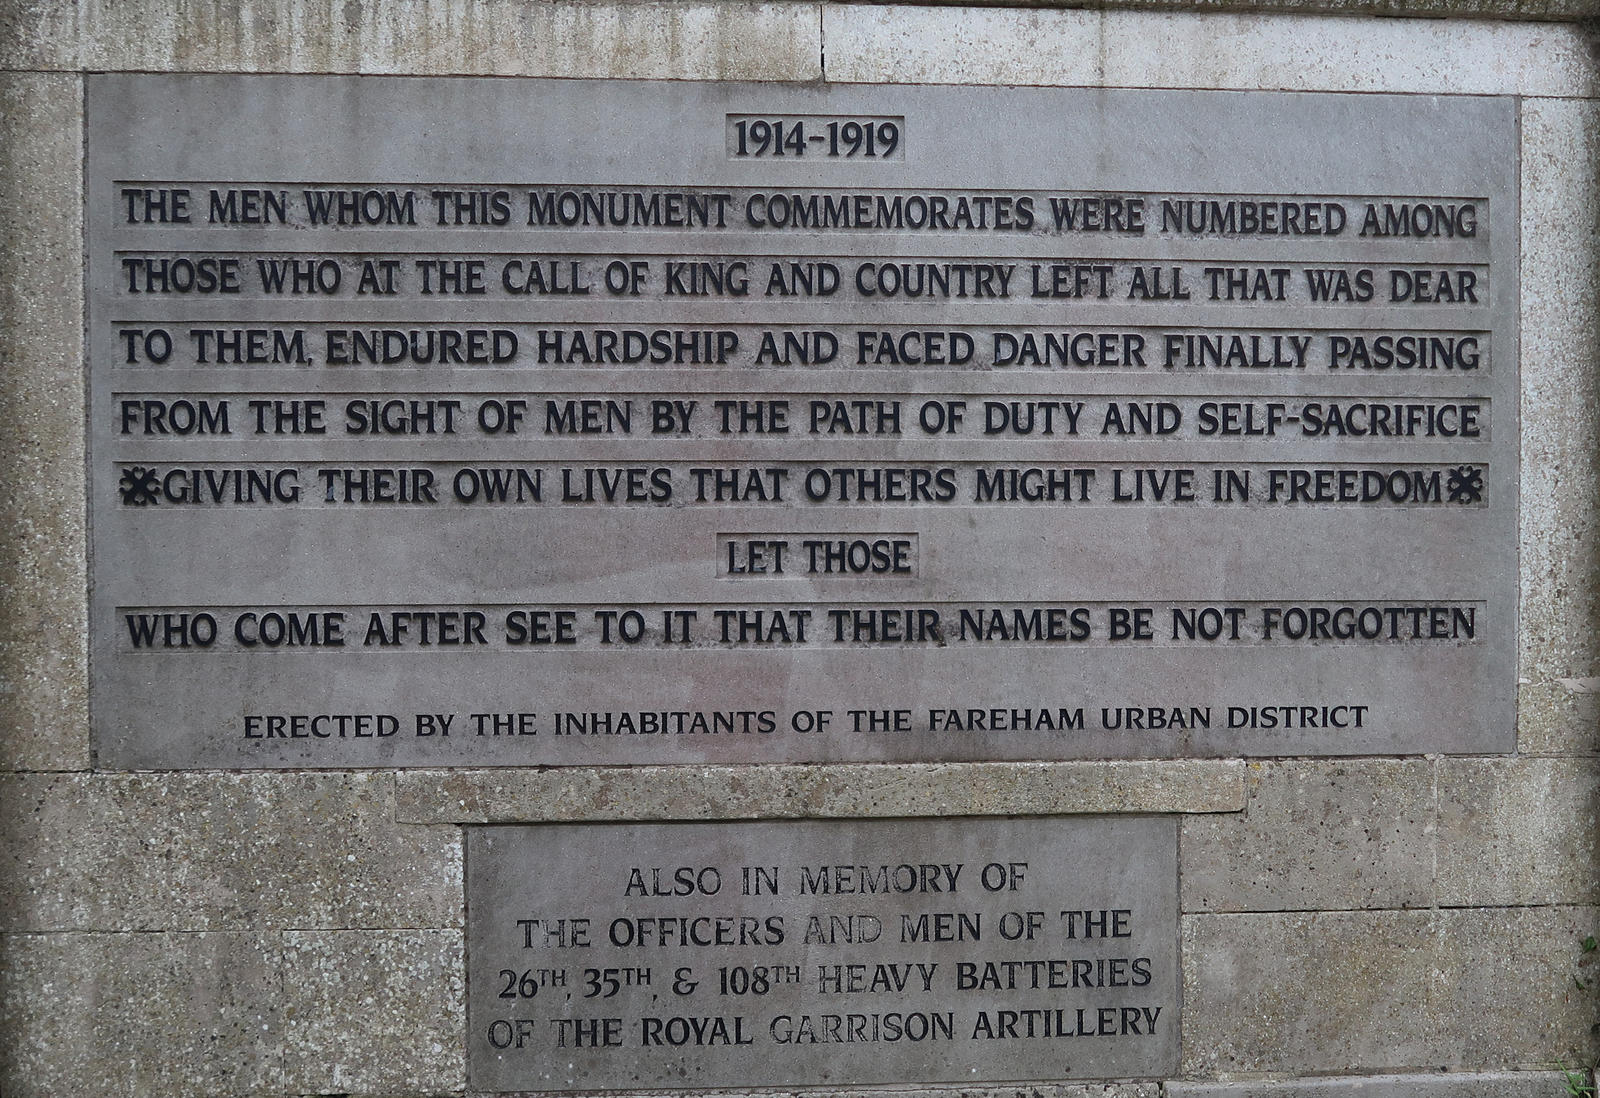 1914-1919
THE MEN WHOM THIS MONUMENT COMMEMORATES WERE NUMBERED AMONG
THOSE WHO AT THE CALL OF KING AND COUNTRY LEFT ALL THAT WAS DEAR
TO THEM, ENDURED HARDSHIP AND FACED DANGER FINALLY PASSING
FROM THE SIGHT OF MEN BY THE PATH OF DUTY AND SELF-SACRIFICE
GIVING THEIR OWN LIVES THAT OTHERS MIGHT LIVE IN FREEDOM
LET THOSE
WHO COME AFTER SEE TO IT THAT THEIR NAMES BE NOT FORGOTTEN
ERECTED BY THE INHABITANTS OF THE FAREHAM URBAN DISTRICT
ALSO IN MEMORY OF
THE OFFICERS AND MEN OF THE
26TH, 35TH, & 108TH HEAVY BATTERIES
OF THE ROYAL GARRISON ARTILLERY